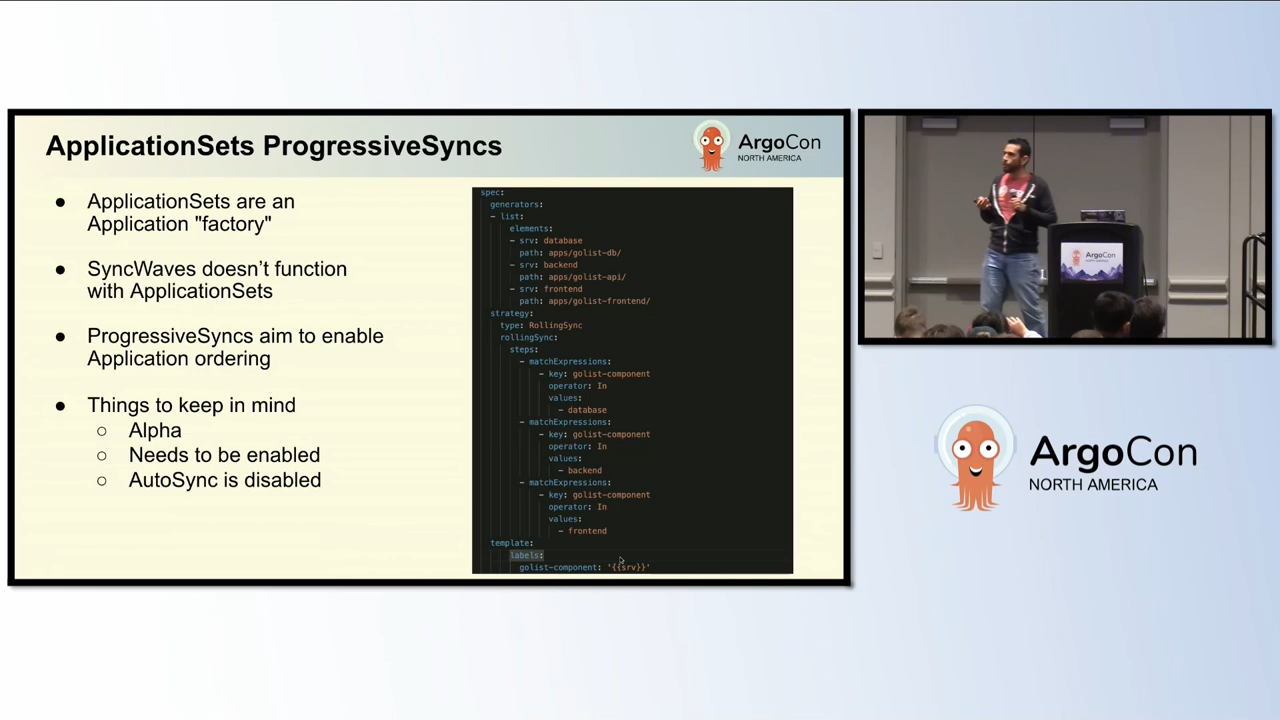 ApplicationSets ProgressiveSyncs
ArgoCon
NORTH AMERICA
● ApplicationSets are an
Application "factory"
● SyncWaves doesn’t function
with ApplicationSets
● ProgressiveSyncs aim to enable
Application ordering
● Things to keep in mind
○ Alpha
○ Needs to be enabled
○ AutoSync is disabled
spec:
generators:
- list:
elements:
- srv: database
path: apps/golist-db/
- srv: backend
path: apps/golist-api/
- srv: frontend
path: apps/golist-frontend/
strategy:
type: RollingSync
rollingSync:
steps:
- matchExpressions:
- key: golist-component
operator: In
values:
- database
- matchExpressions:
- key: golist-component
operator: In
values:
- backend
- matchExpressions:
- key: golist-component
operator: In
values:
- frontend
template:
labels:
golist-component: '{{srv}}'
ArgoCon
ArgoCon
NORTH AMERICA